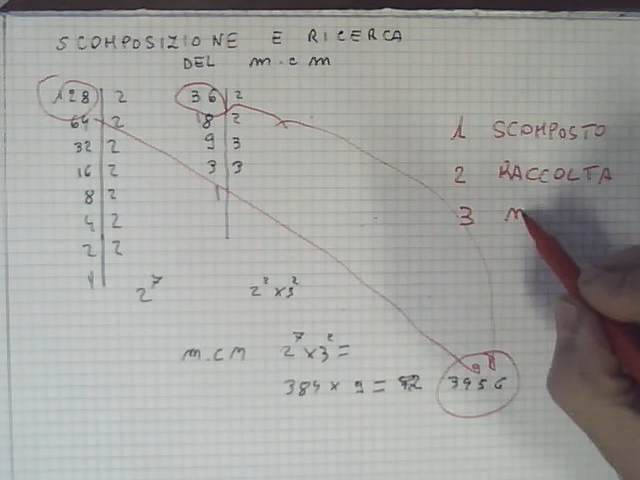 SCOMPOSIZIONE E RICERCA
DEL m.c m
128 | 2
64 | 2
32 | 2
16 | 2
8 | 2
4 | 2
2 | 2
1
2⁷
36 | 2
18 | 2
9 | 3
3 | 3
1
2² x 3²
m.cm 2⁷ x 3² =
384 x 9 = 3456
1 SCOMPOSTO
2 RACCOLTA
3 m